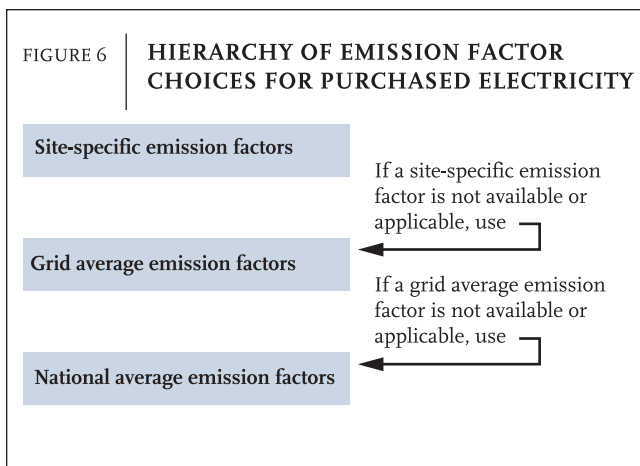 FIGURE 6
HIERARCHY OF EMISSION FACTOR
CHOICES FOR PURCHASED ELECTRICITY
Site-specific emission factors
If a site-specific emission
factor is not available or
applicable, use
Grid average emission factors
If a grid average emission
factor is not available or
applicable, use
National average emission factors